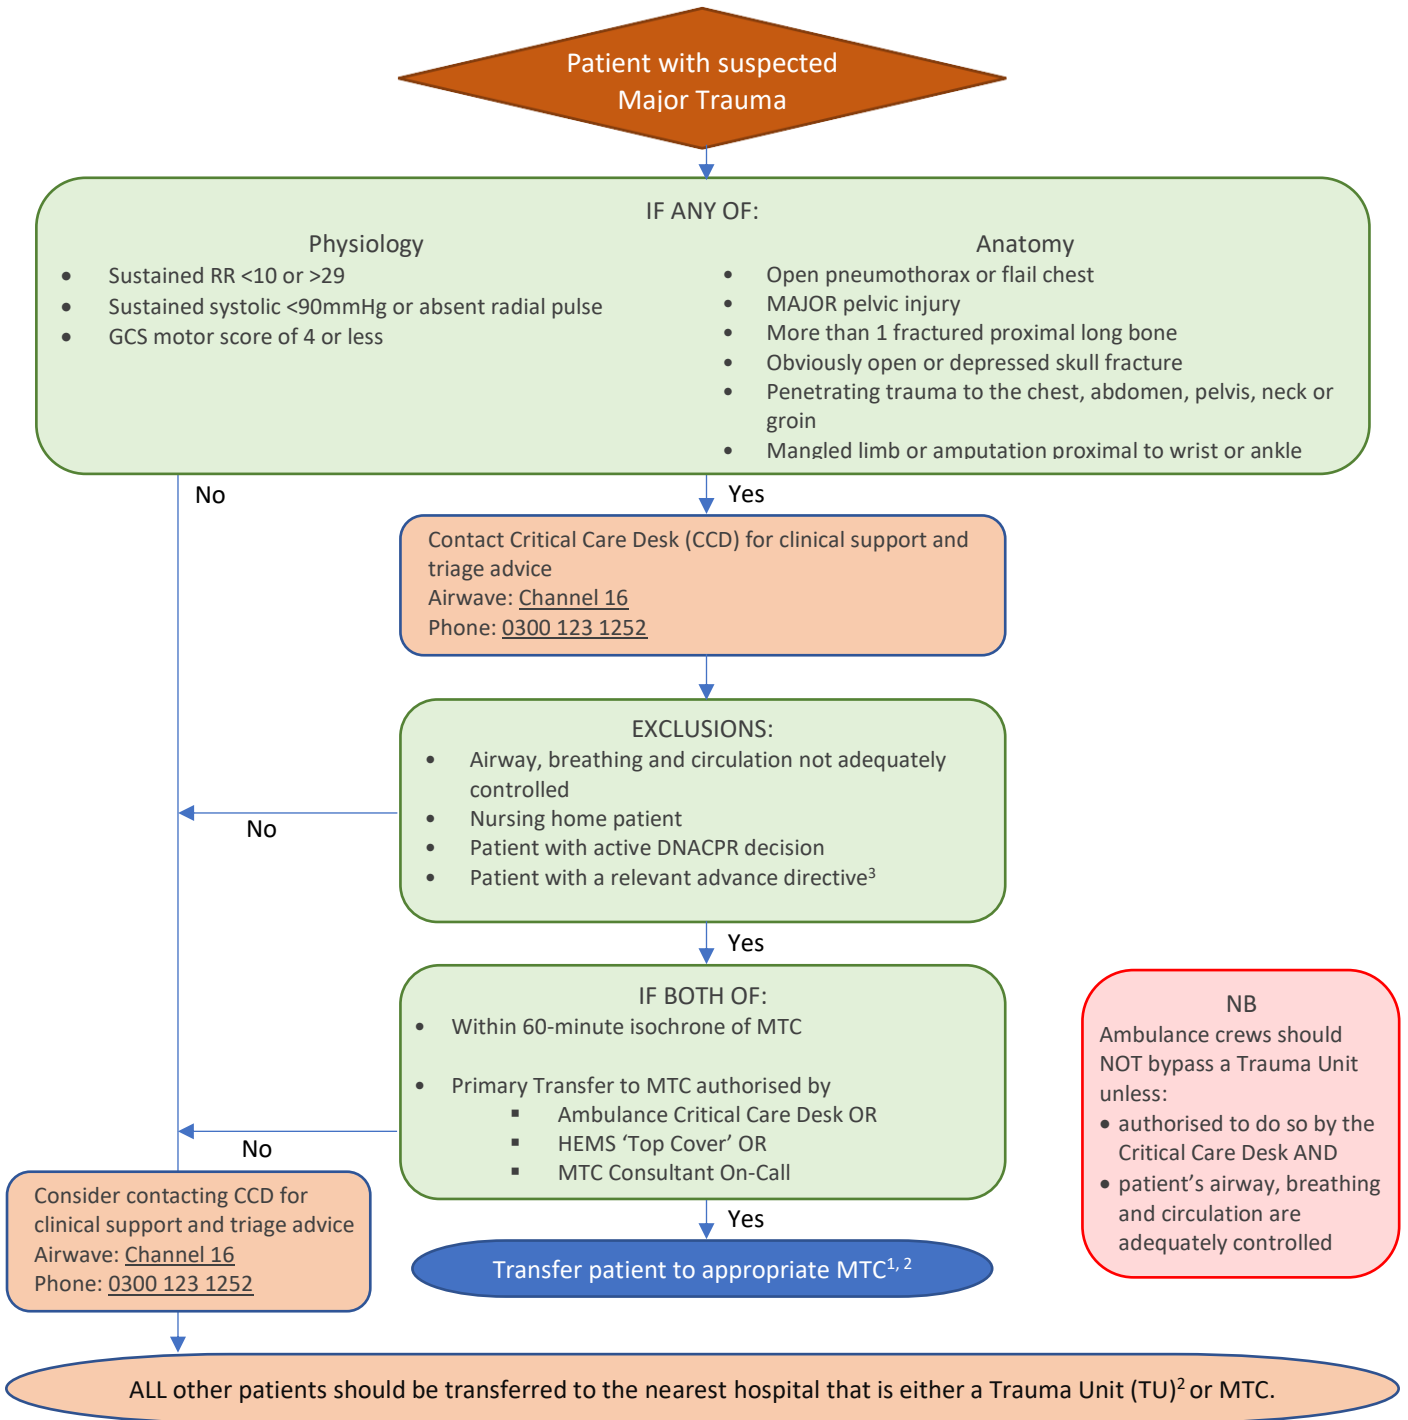 Patient with suspected
Major Trauma
IF ANY OF:
Physiology
• Sustained RR <10 or >29
• Sustained systolic <90mmHg or absent radial pulse
• GCS motor score of 4 or less
Anatomy
• Open pneumothorax or flail chest
• MAJOR pelvic injury
• More than 1 fractured proximal long bone
• Obviously open or depressed skull fracture
• Penetrating trauma to the chest, abdomen, pelvis, neck or
groin
• Mangled limb or amputation proximal to wrist or ankle
No
Yes
Contact Critical Care Desk (CCD) for clinical support and
triage advice
Airwave: Channel 16
Phone: 0300 123 1252
EXCLUSIONS:
• Airway, breathing and circulation not adequately
controlled
• Nursing home patient
• Patient with active DNACPR decision
• Patient with a relevant advance directive3
No
Yes
IF BOTH OF:
• Within 60-minute isochrone of MTC
• Primary Transfer to MTC authorised by
▪ Ambulance Critical Care Desk OR
▪ HEMS ‘Top Cover’ OR
▪ MTC Consultant On-Call
No
Yes
NB
Ambulance crews should
NOT bypass a Trauma Unit
unless:
• authorised to do so by the
Critical Care Desk AND
• patient’s airway, breathing
and circulation are
adequately controlled
Consider contacting CCD for
clinical support and triage advice
Airwave: Channel 16
Phone: 0300 123 1252
Transfer patient to appropriate MTC1, 2
ALL other patients should be transferred to the nearest hospital that is either a Trauma Unit (TU)2 or MTC.